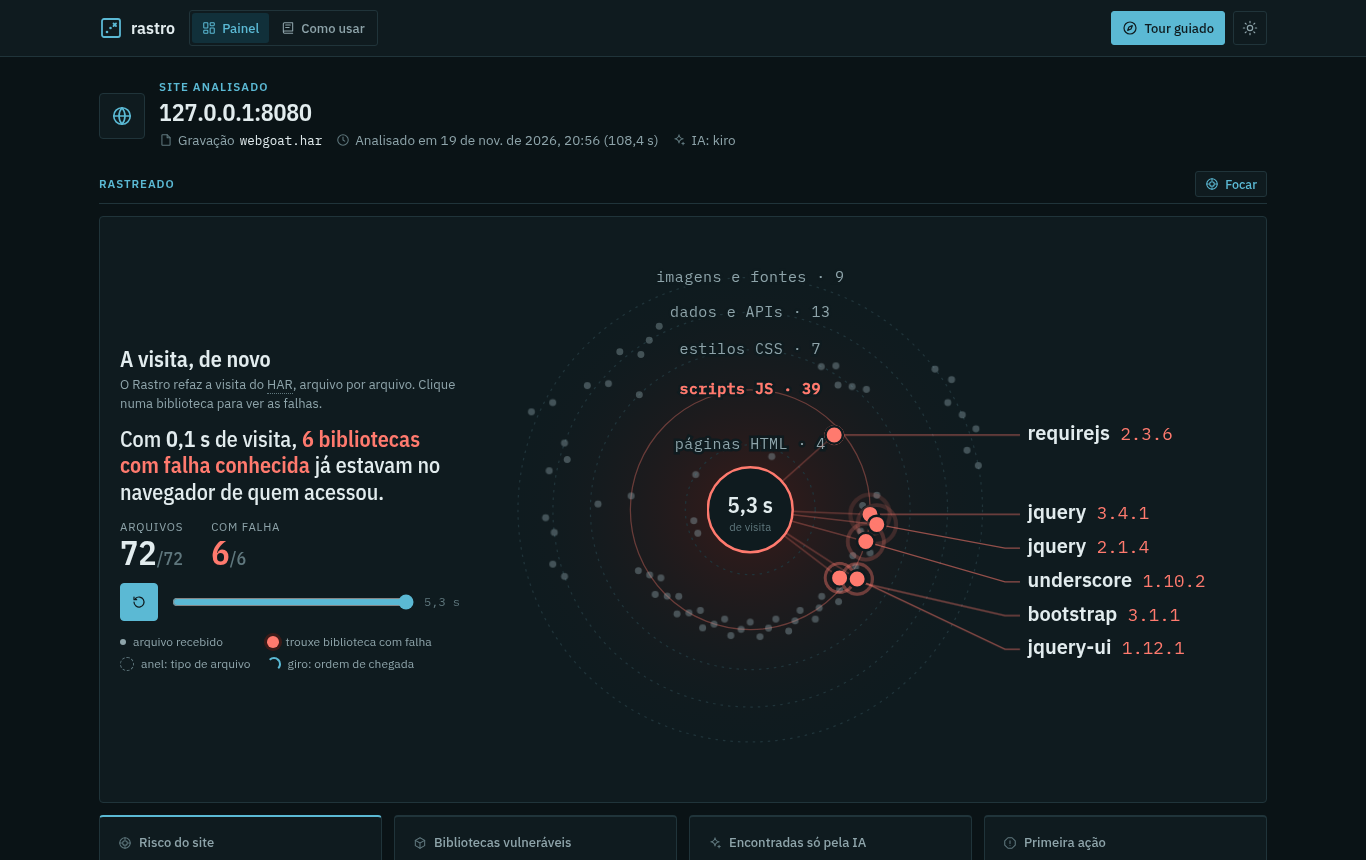 rastro
Painel
Como usar
Tour guiado
SITE ANALISADO
127.0.0.1:8080
Gravação webgoat.har
Analisado em 19 de nov. de 2026, 20:56 (108,4 s)
IA: kiro
RASTREADO
Focar
A visita, de novo
O Rastro refaz a visita do HAR, arquivo por arquivo. Clique
numa biblioteca para ver as falhas.
Com 0,1 s de visita, 6 bibliotecas
com falha conhecida já estavam no
navegador de quem acessou.
ARQUIVOS
72/72
COM FALHA
6/6
5,3 s
arquivo recebido
trouxe biblioteca com falha
anel: tipo de arquivo
giro: ordem de chegada
imagens e fontes · 9
dados e APIs · 13
estilos CSS · 7
scripts JS · 39
páginas HTML · 4
5,3 s
de visita
requirejs 2.3.6
jquery 3.4.1
jquery 2.1.4
underscore 1.10.2
bootstrap 3.1.1
jquery-ui 1.12.1
Risco do site
Bibliotecas vulneráveis
Encontradas só pela IA
Primeira ação